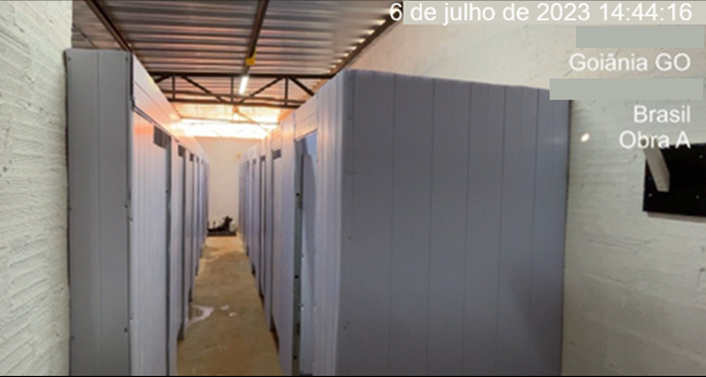 6 de julho de 2023 14:44:16
Goiânia GO
Brasil
Obra A